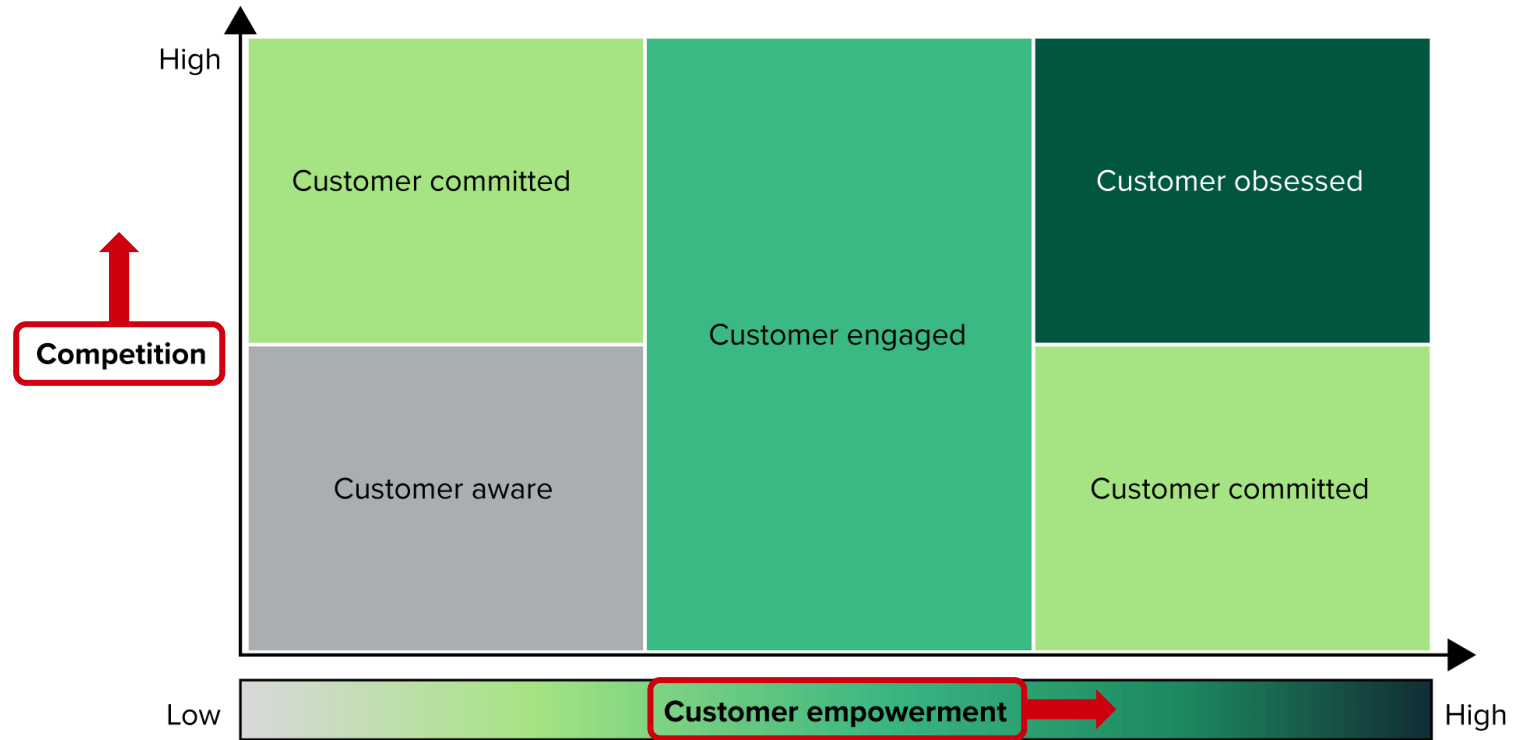 High
Customer committed
Customer obsessed
Customer engaged
Competition
Customer aware
Customer committed
Low
Customer empowerment
High